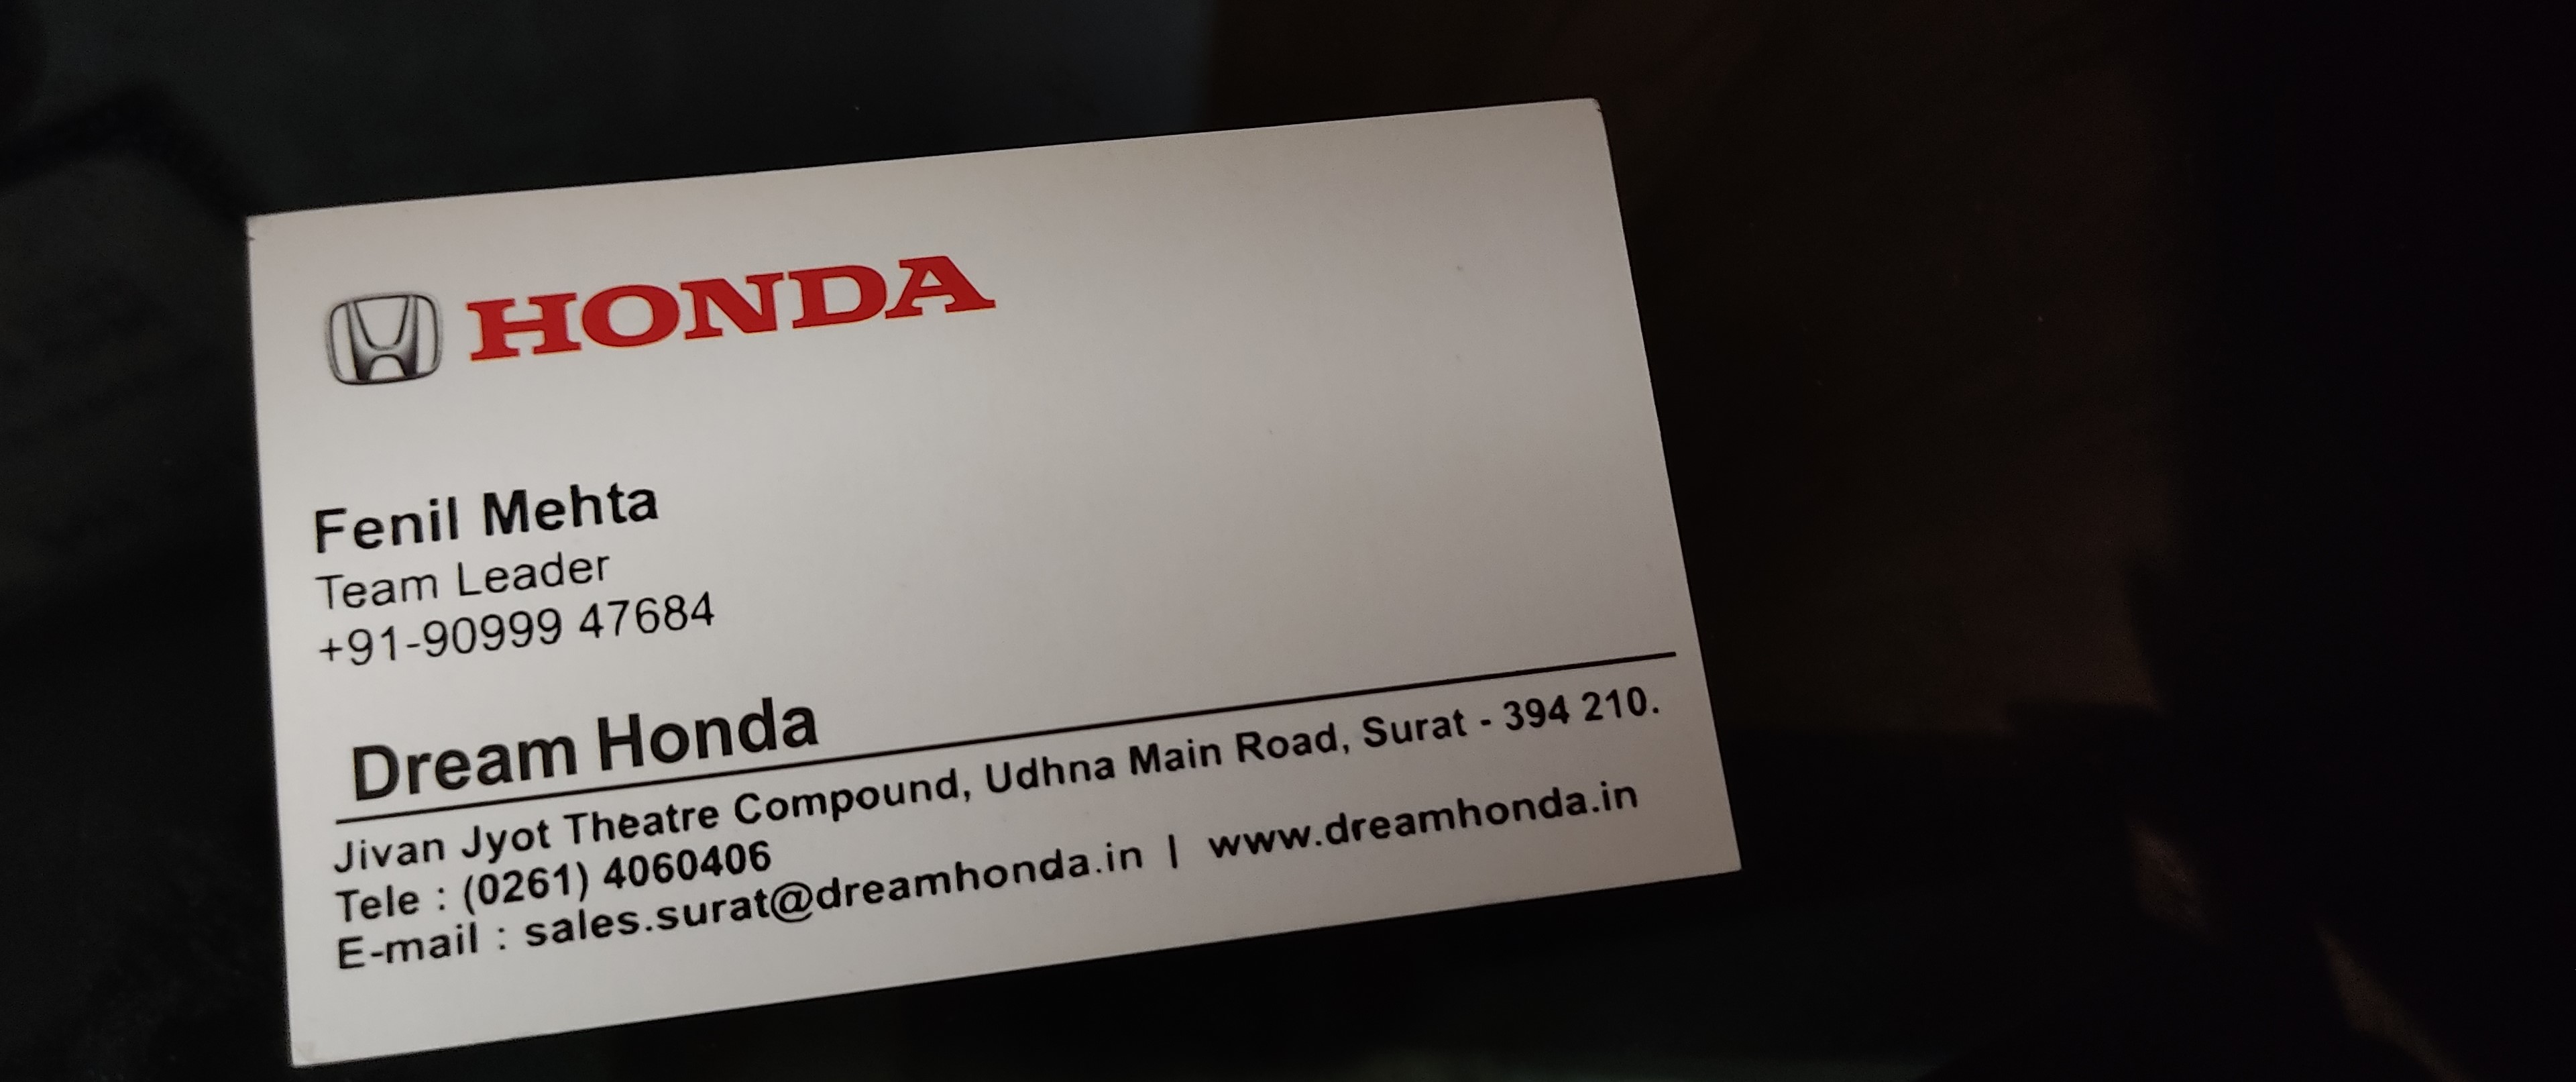 HONDA
Fenil Mehta
Team Leader
+91-90999 47684
Dream Honda
Jivan Jyot Theatre Compound, Udhna Main Road, Surat - 394 210.
Tele : (0261) 4060406
E-mail : sales.surat@dreamhonda.in | www.dreamhonda.in